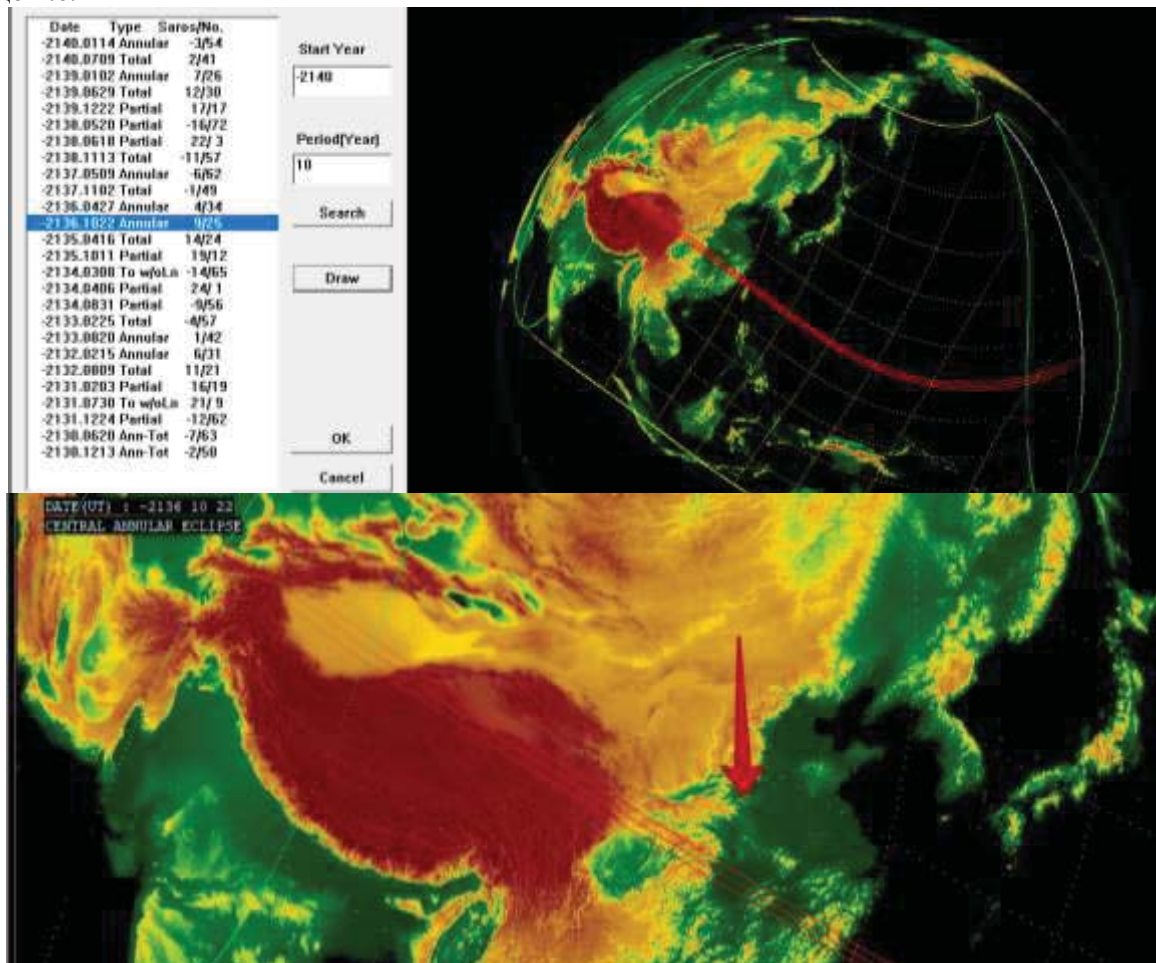 Date Type Saros/No.
-2140.0114 Annular -3/54
-2140.0709 Total 2/41
-2139.0102 Annular 7/26
-2139.0629 Total 12/30
-2139.1222 Partial 17/17
-2138.0520 Partial -16/72
-2138.0618 Partial 22/ 3
-2138.1113 Total -11/57
-2137.0509 Annular -6/62
-2137.1102 Total -1/49
-2136.0427 Annular 4/34
-2136.1022 Annular 9/25
-2135.0416 Total 14/24
-2135.1011 Partial 19/12
-2134.0308 To w/oLn -14/65
-2134.0406 Partial 24/ 1
-2134.0831 Partial -9/56
-2133.0225 Total -4/57
-2133.0820 Annular 1/42
-2132.0215 Annular 6/31
-2132.0809 Total 11/21
-2131.0203 Partial 16/19
-2131.0730 To w/oLn 21/ 9
-2131.1224 Partial -12/62
-2130.0620 Ann-Tot -7/63
-2130.1213 Ann-Tot -2/50
Start Year
-2140
Period(Year)
10
Search
Draw
OK
Cancel
DATE(UT) : -2136 10 22
CENTRAL ANNULAR ECLIPSE